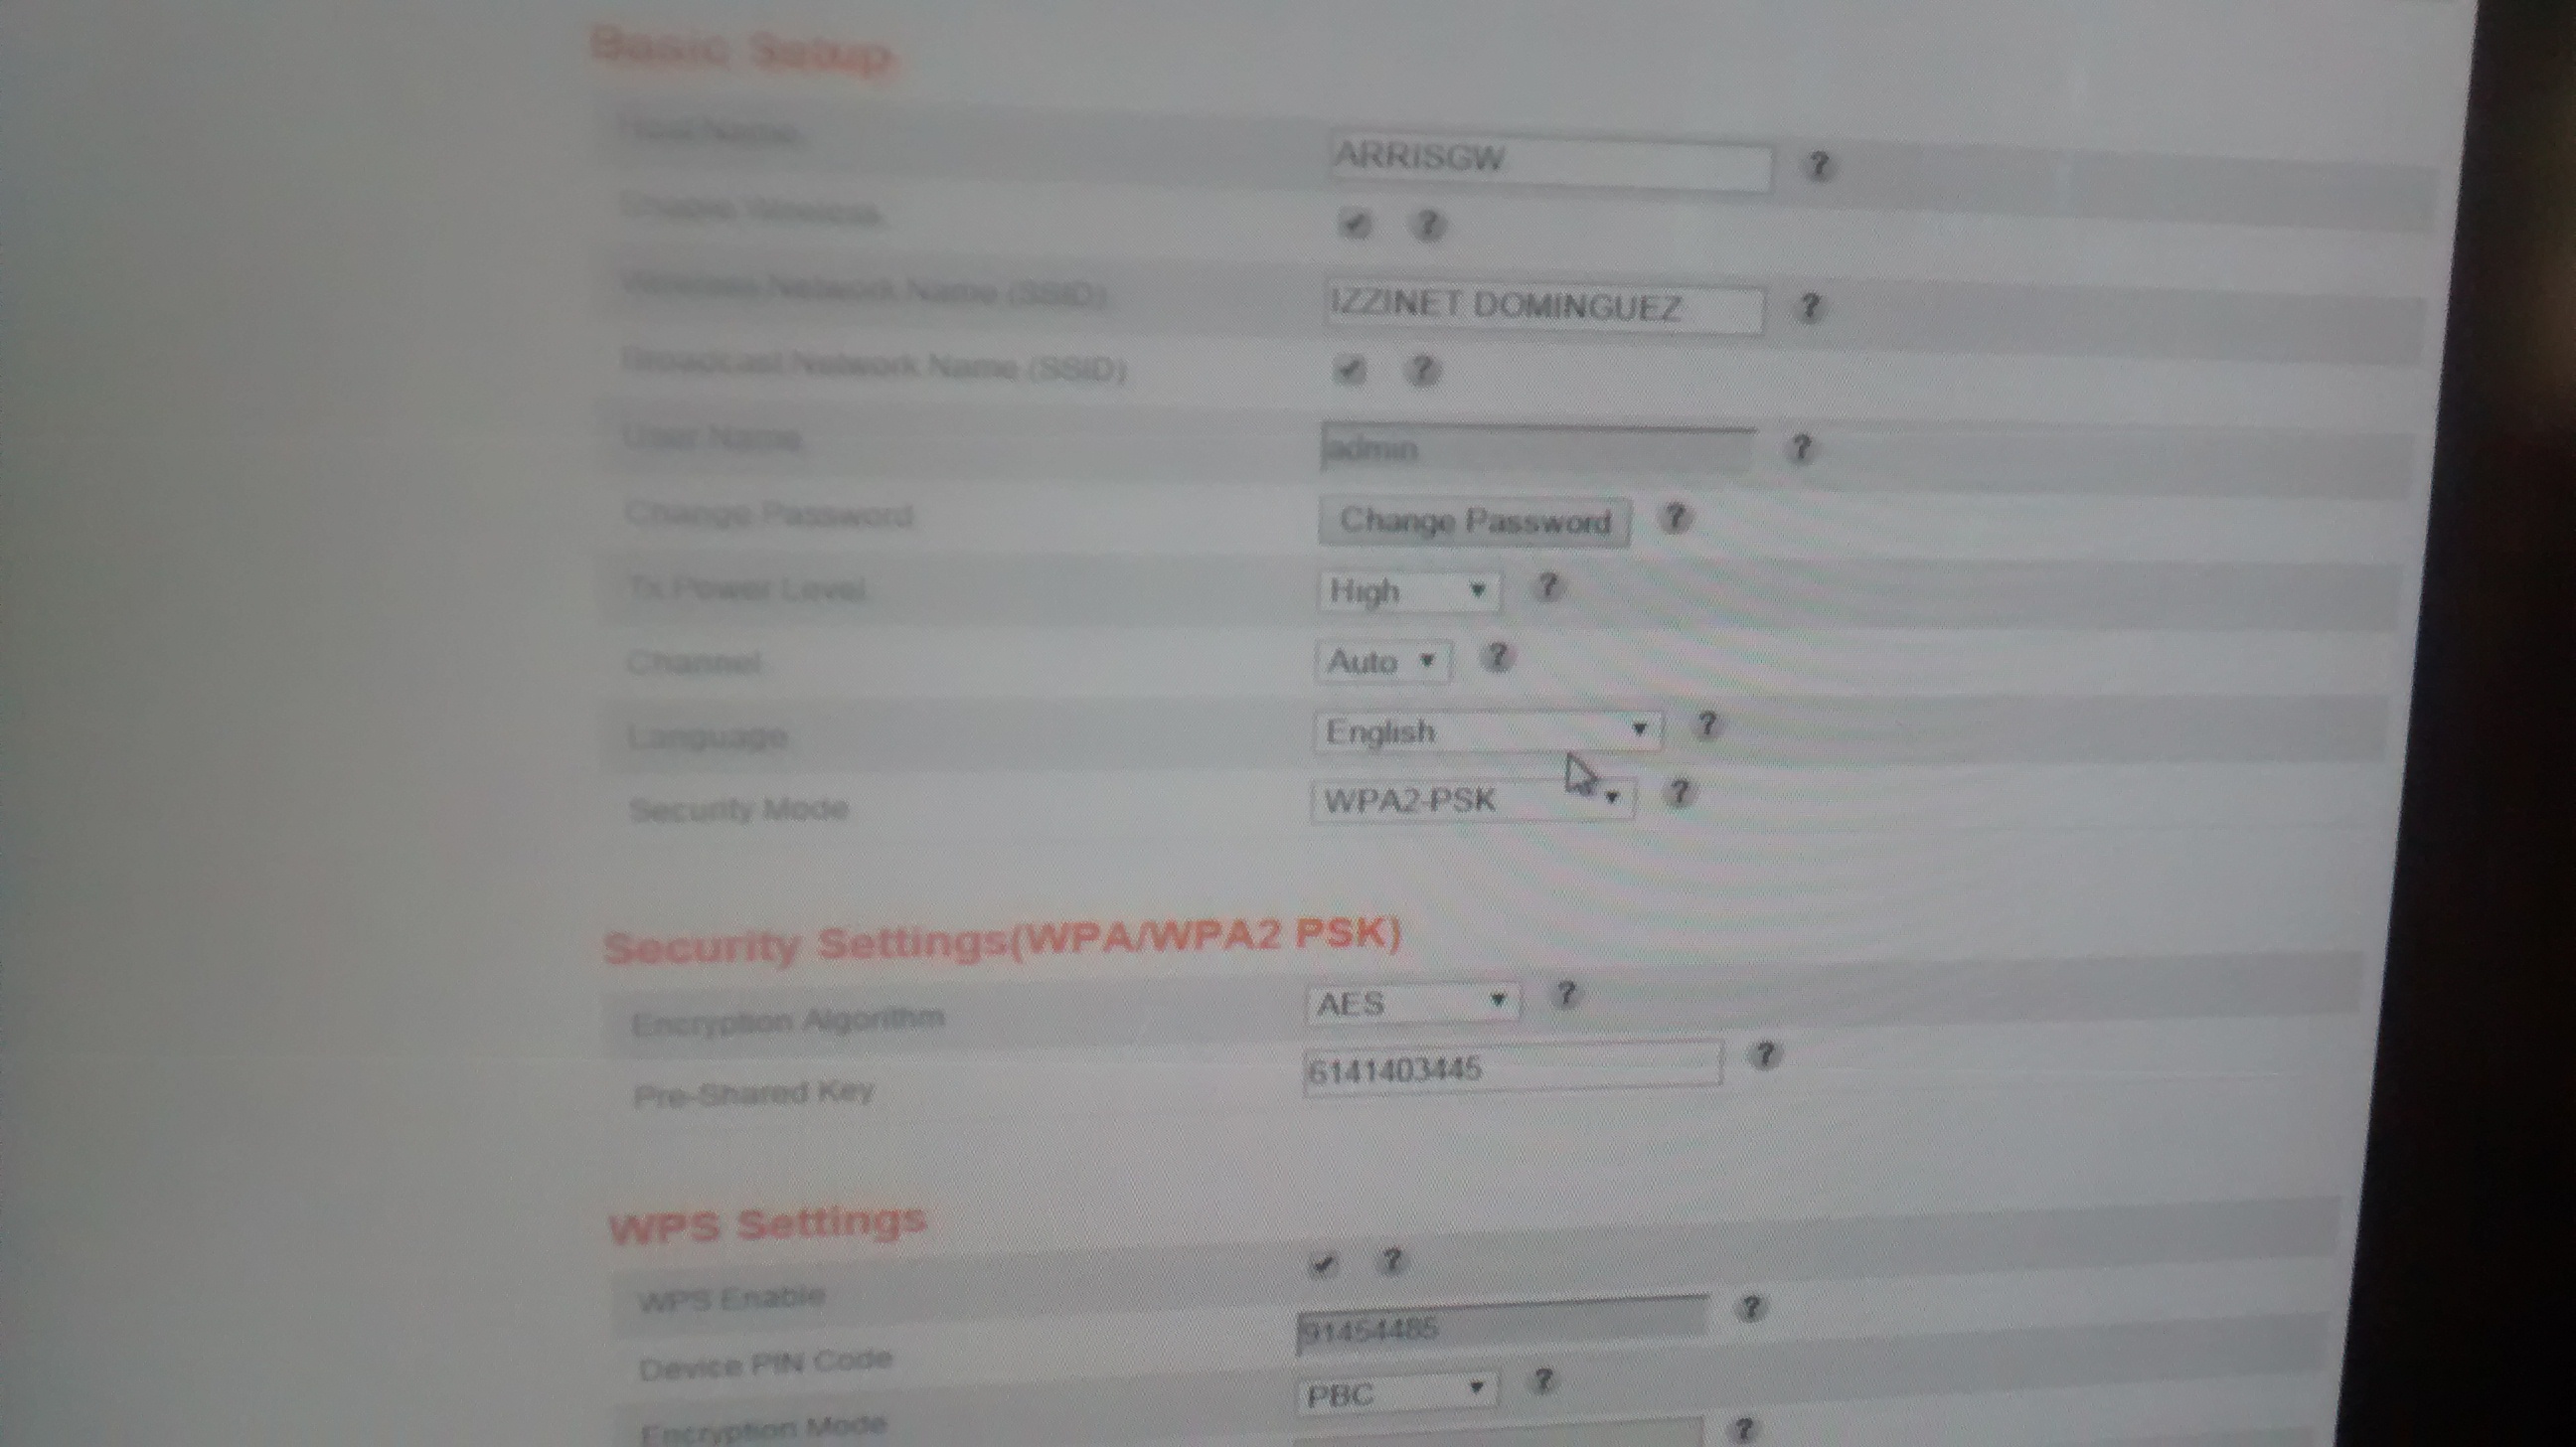 Basic Setup
Host Name ARRISGW ?
Enable Wireless ?
Wireless Network Name (SSID) IZZINET DOMINGUEZ ?
Broadcast Network Name (SSID) ?
User Name admin ?
Change Password Change Password ?
Tx Power Level High ?
Channel Auto ?
Language English ?
Security Mode WPA2-PSK ?
Security Settings(WPA/WPA2 PSK)
Encryption Algorithm AES ?
Pre-Shared Key 6141403445 ?
WPS Settings
WPS Enable ?
Device PIN Code 91454485 ?
Encryption Mode PBC ?
?